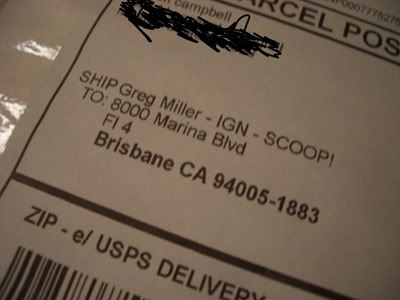 PARCEL POS
campbell
SHIP Greg Miller - IGN - SCOOP!
TO: 8000 Marina Blvd
Fl 4
Brisbane CA 94005-1883
ZIP - e/ USPS DELIVERY